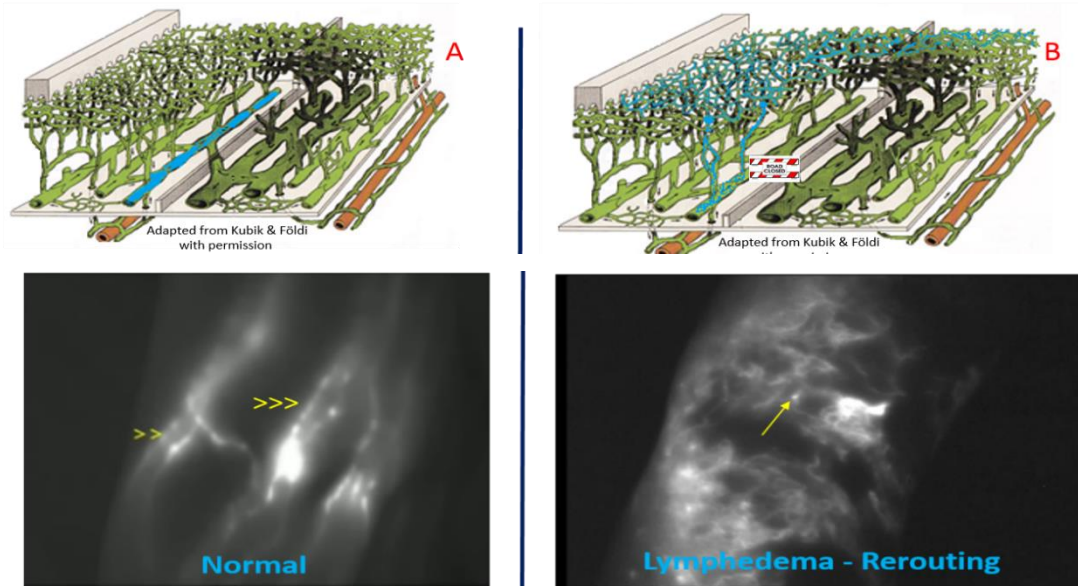 A
Adapted from Kubik & Földi
with permission
B
ROAD
CLOSED
Adapted from Kubik & Földi
>>
>>>
Normal
Lymphedema - Rerouting